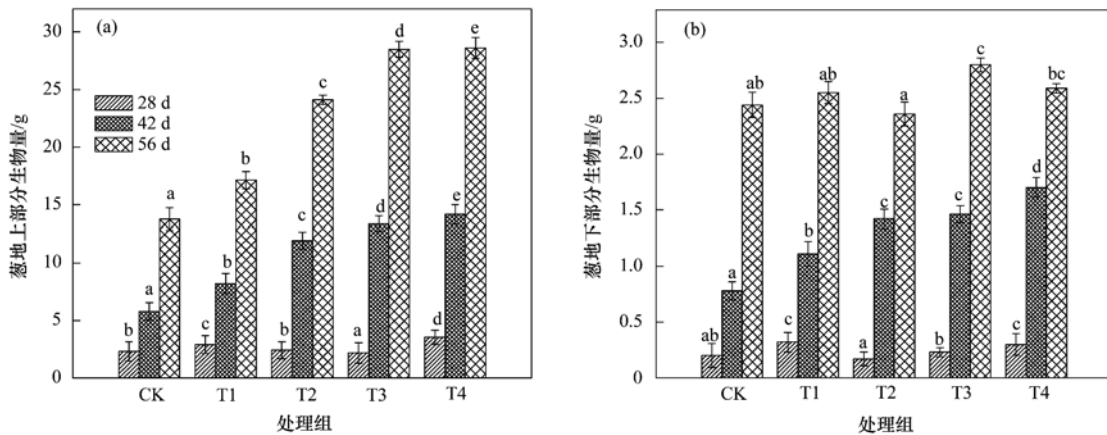 (a)
葱地上部分生物量/g
30
25
20
15
10
5
0
28 d
42 d
56 d
b a a
c b b
b c c
a d d
d e e
CK T1 T2 T3 T4
处理组
(b)
葱地下部分生物量/g
3.0
2.5
2.0
1.5
1.0
0.5
0
ab a ab
c b ab
a c a
b c c
c d bc
CK T1 T2 T3 T4
处理组